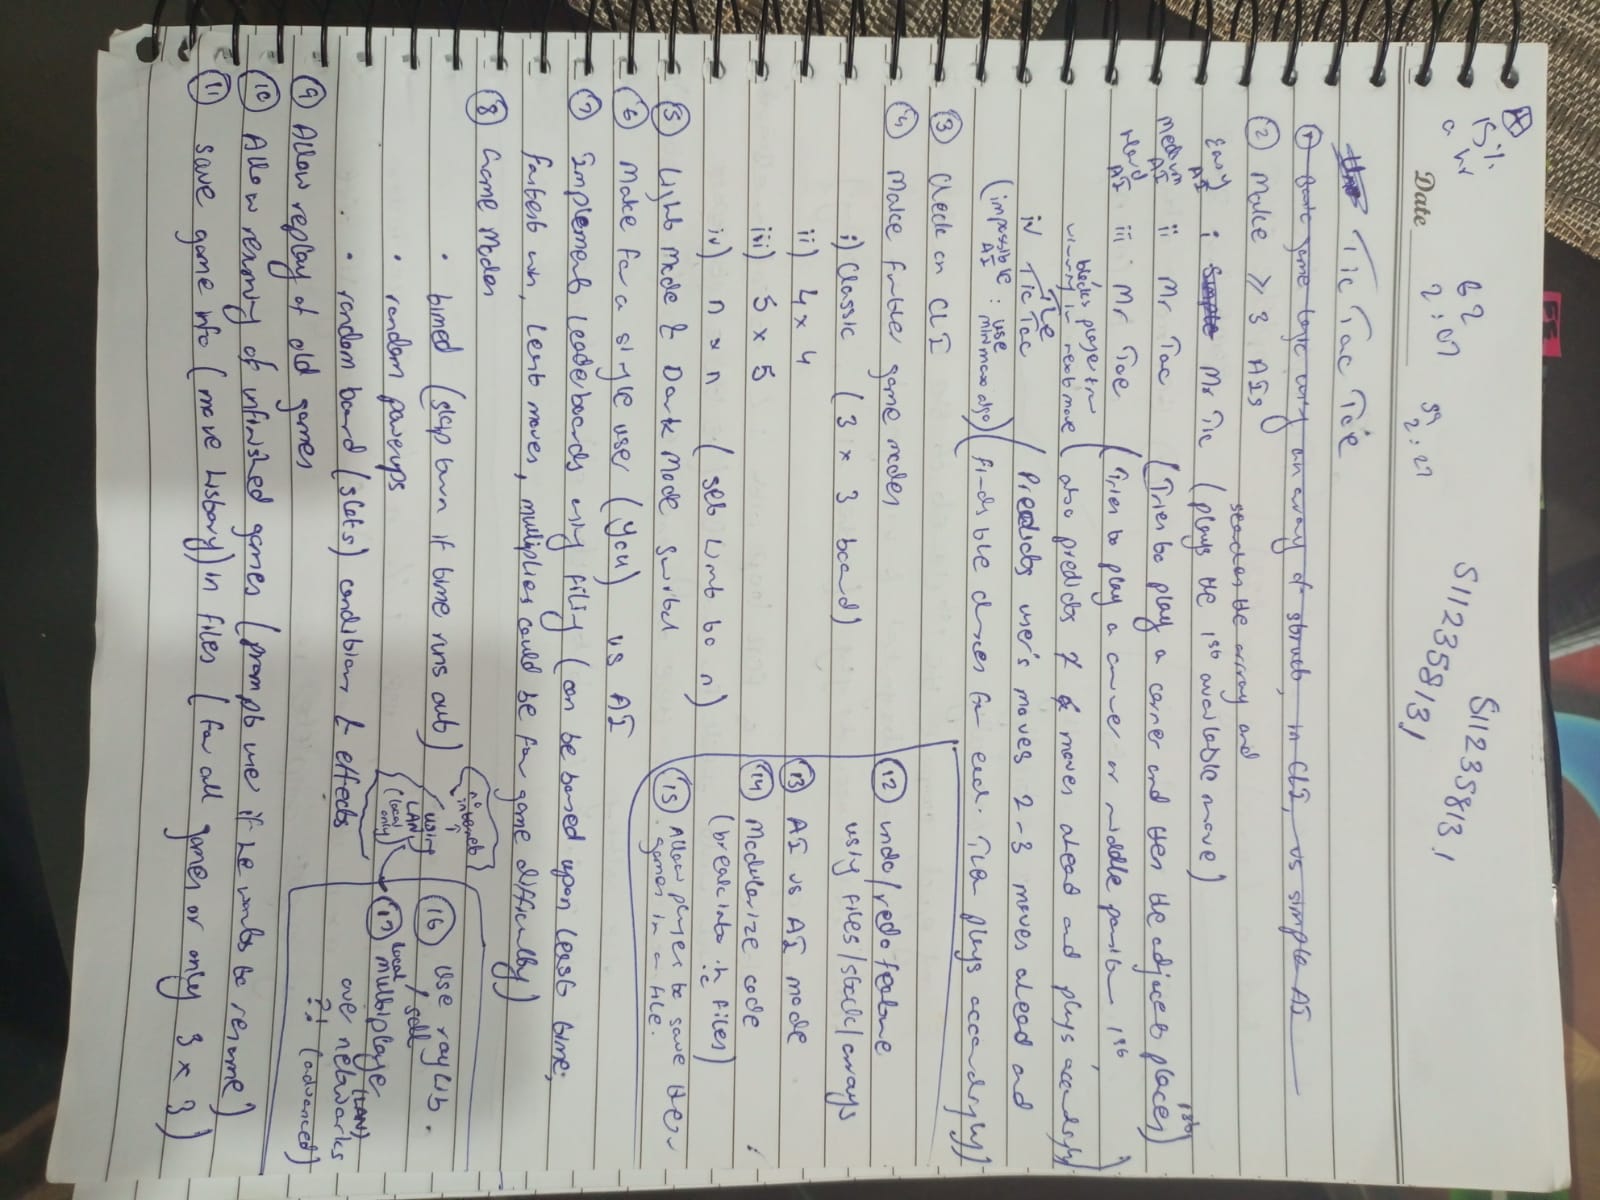 15%
a hr
62
2:07
59
2:27
S11235813!
S11235813!
Date
Tic Tac Toe
① Basic game logic using an array of structs, in CLI, vs simple AI
② Make ⩾ 3 AIs
searches the array and
Easy AI i Simple Mr Tic (plays the 1st available move)
Medium AI ii Mr Tac (Tries to play a corner and then the adjacent places) 1st
Hard AI iii Mr Toe (Tries to play a corner or middle position 1st,
blocks player from winning in next move
also predicts moves ahead and plays accordingly)
iv The Tic Tac (Predicts user's moves 2-3 moves ahead and
(impossible AI : use minimax algo) finds the chances for each. Then plays accordingly)
③ Check on CLI
④ Make further game modes
i) Classic (3 × 3 board)
ii) 4 × 4
iii) 5 × 5
iv) n × n (set limit to n)
⑤ Light Mode & Dark Mode switch
⑥ Make for a single user (you) vs AI
⑦ Implement Leaderboards using filing (can be based upon least time,
fastest win, least moves, multiplies could be for game difficulty)
⑧ Game Modes
• timed (skip turn if time runs out)
• random powerups
• random board (slots) conditions & effects
⑨ Allow replay of old games
⑩ Allow resuming of unfinished games (prompt user if he wants to resume)
⑪ save game info (move history) in files (for all games or only 3 × 3)
⑫ undo/redo feature
using files/stack/arrays
⑬ AI vs AI mode
⑭ Modularize code
(break into .h files)
.c
⑮ Allow player to save their
games in a file.
no internet
↑
using LAN (local only)
⑯ Use raylib.
/ sdl
⑰ Local multiplayer (LAN)
over networks
?! (advanced)